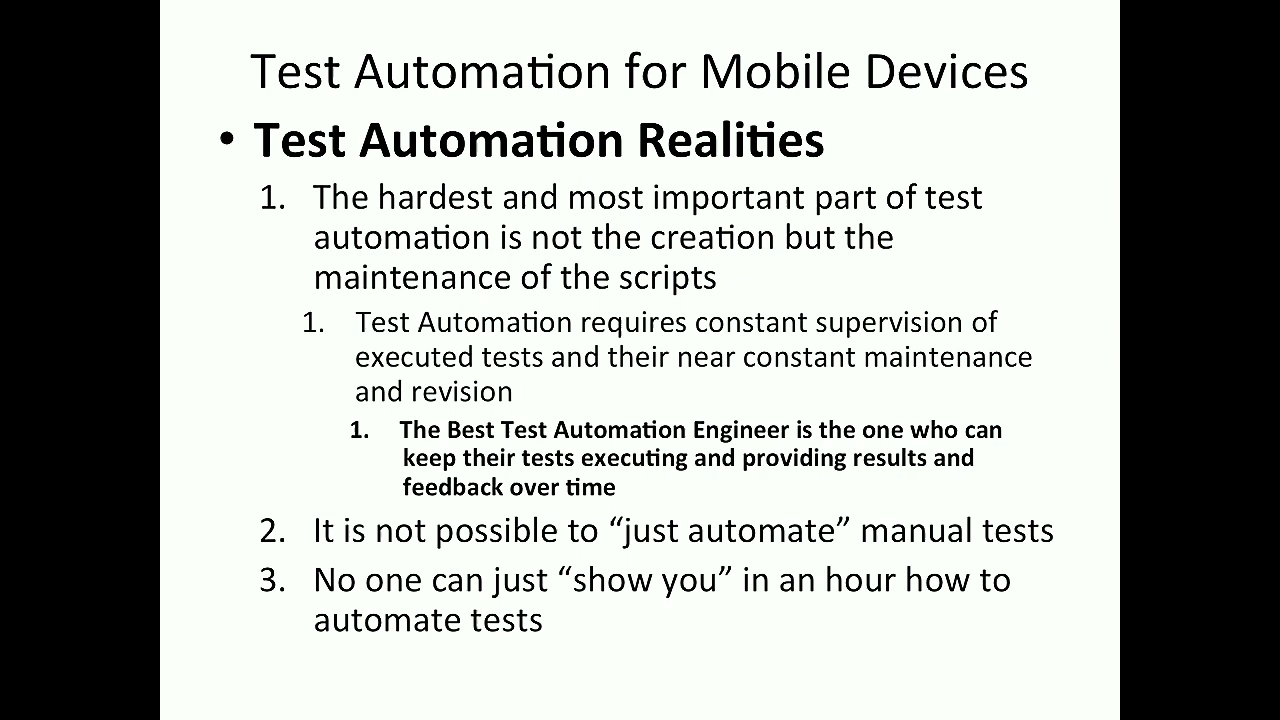 Test Automation for Mobile Devices
• Test Automation Realities
1. The hardest and most important part of test
automation is not the creation but the
maintenance of the scripts
1. Test Automation requires constant supervision of
executed tests and their near constant maintenance
and revision
1. The Best Test Automation Engineer is the one who can
keep their tests executing and providing results and
feedback over time
2. It is not possible to “just automate” manual tests
3. No one can just “show you” in an hour how to
automate tests